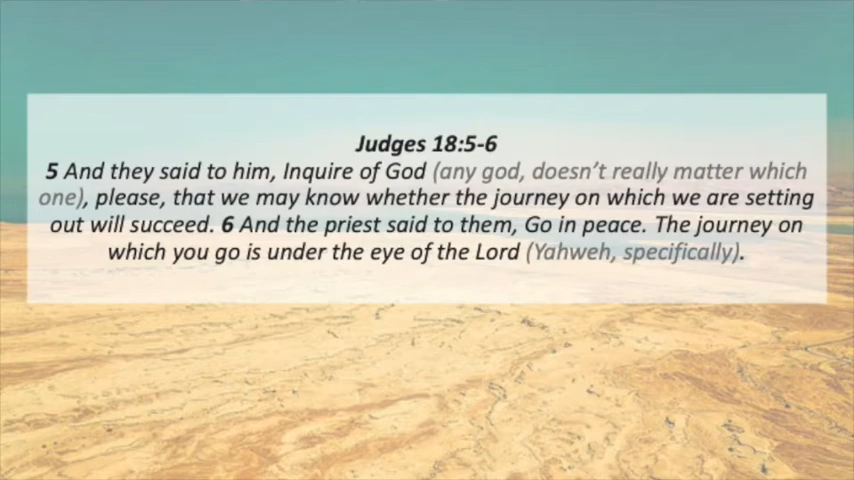 Judges 18:5-6
5 And they said to him, Inquire of God (any god, doesn’t really matter which
one), please, that we may know whether the journey on which we are setting
out will succeed. 6 And the priest said to them, Go in peace. The journey on
which you go is under the eye of the Lord (Yahweh, specifically).